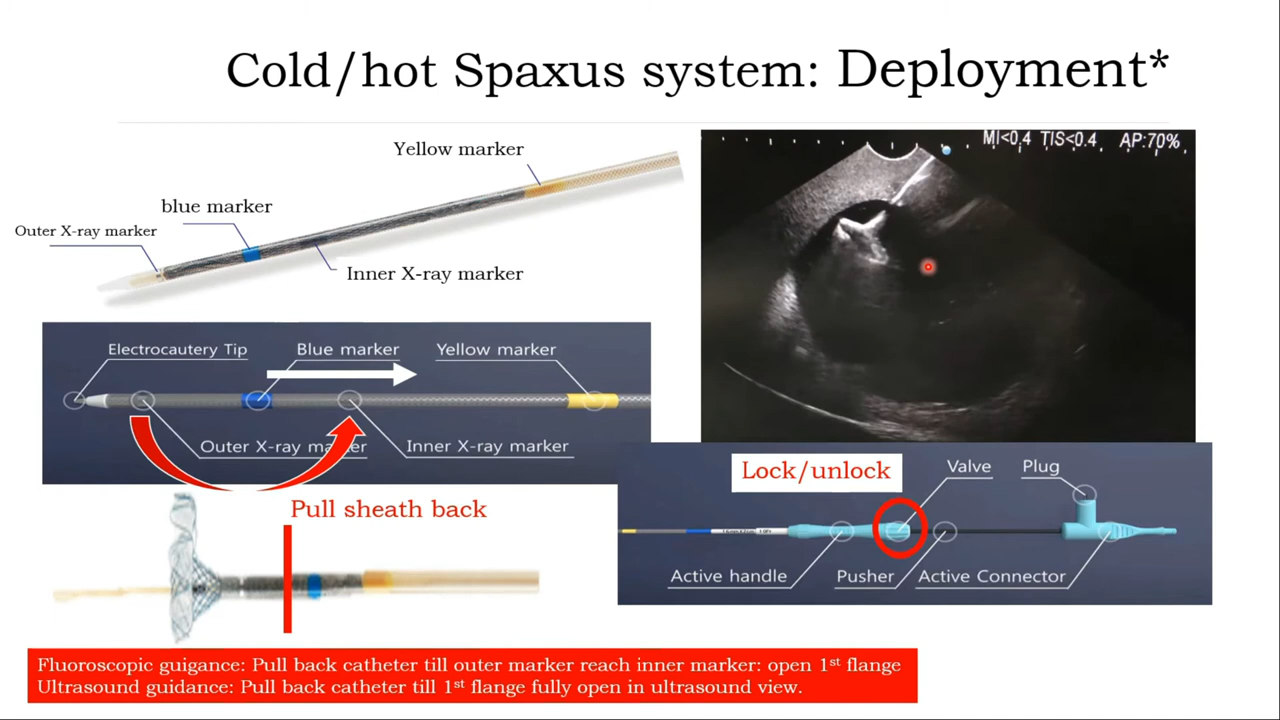 Cold/hot Spaxus system: Deployment*
Yellow marker
blue marker
Outer X-ray marker
Inner X-ray marker
MI<0.4 TIS<0.4 AP:70%
Electrocautery Tip
Blue marker
Yellow marker
Outer X-ray marker
Inner X-ray marker
Pull sheath back
Lock/unlock
Valve
Plug
Active handle
Pusher
Active Connector
Fluoroscopic guigance: Pull back catheter till outer marker reach inner marker: open 1st flange
Ultrasound guidance: Pull back catheter till 1st flange fully open in ultrasound view.